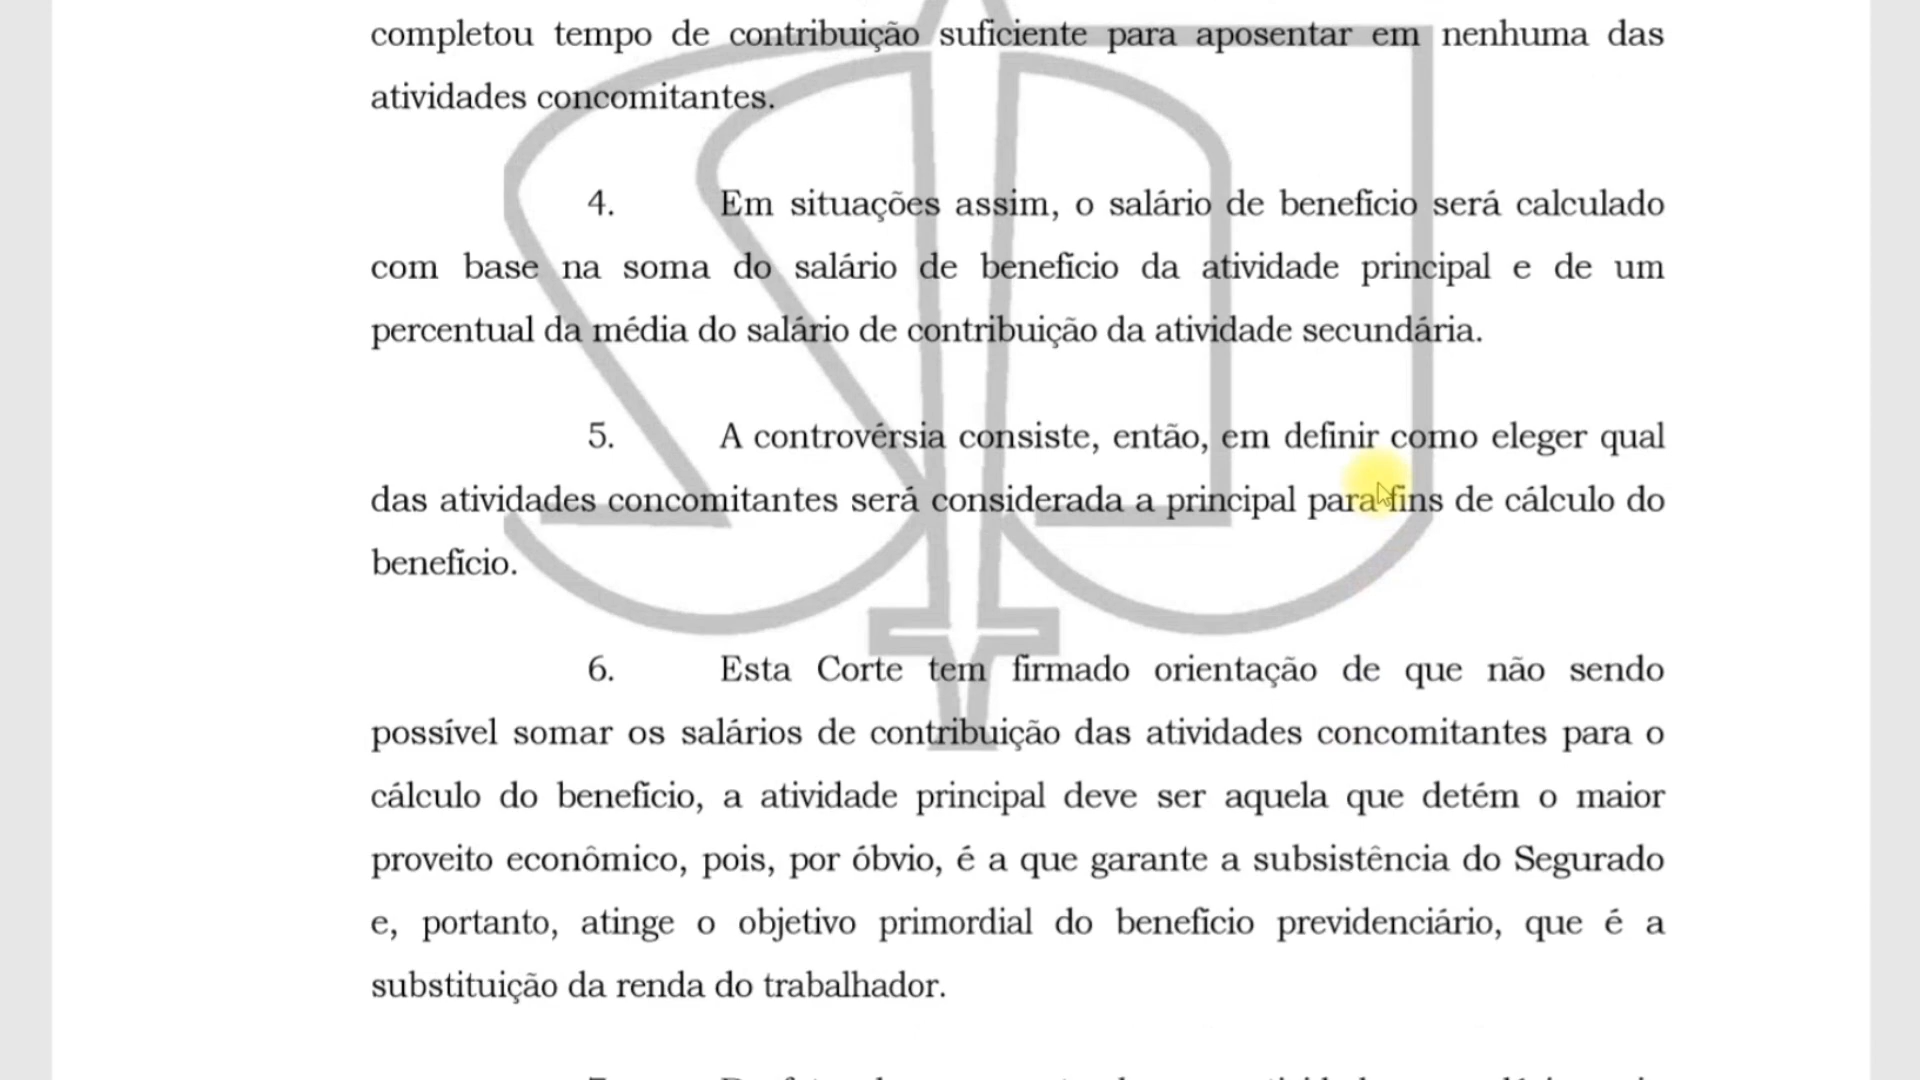 completou tempo de contribuição suficiente para aposentar em nenhuma das
atividades concomitantes.
4. Em situações assim, o salário de benefício será calculado
com base na soma do salário de benefício da atividade principal e de um
percentual da média do salário de contribuição da atividade secundária.
5. A controvérsia consiste, então, em definir como eleger qual
das atividades concomitantes será considerada a principal para fins de cálculo do
benefício.
6. Esta Corte tem firmado orientação de que não sendo
possível somar os salários de contribuição das atividades concomitantes para o
cálculo do benefício, a atividade principal deve ser aquela que detém o maior
proveito econômico, pois, por óbvio, é a que garante a subsistência do Segurado
e, portanto, atinge o objetivo primordial do benefício previdenciário, que é a
substituição da renda do trabalhador.